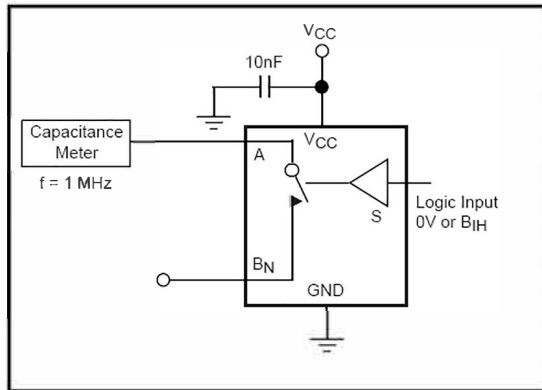 VCC
10nF
Capacitance
Meter
f = 1 MHz
A
VCC
S
Logic Input
0V or BIH
BN
GND